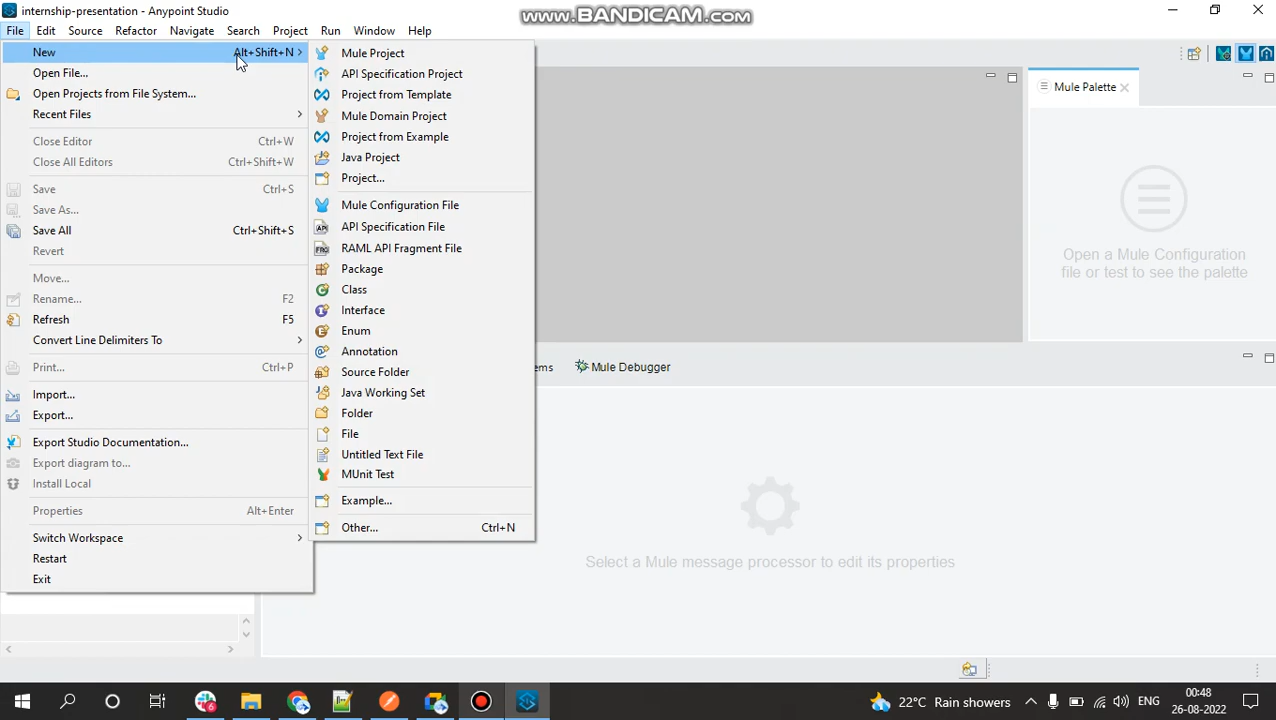 internship-presentation - Anypoint Studio
www.BANDICAM.com
File Edit Source Refactor Navigate Search Project Run Window Help
New Alt+Shift+N
Open File...
Open Projects from File System...
Recent Files
Close Editor Ctrl+W
Close All Editors Ctrl+Shift+W
Save Ctrl+S
Save As...
Save All Ctrl+Shift+S
Revert
Move...
Rename... F2
Refresh F5
Convert Line Delimiters To
Print... Ctrl+P
Import...
Export...
Export Studio Documentation...
Export diagram to...
Install Local
Properties Alt+Enter
Switch Workspace
Restart
Exit
Mule Project
API Specification Project
Project from Template
Mule Domain Project
Project from Example
Java Project
Project...
Mule Configuration File
API Specification File
RAML API Fragment File
Package
Class
Interface
Enum
Annotation
Source Folder
Java Working Set
Folder
File
Untitled Text File
MUnit Test
Example...
Other... Ctrl+N
Mule Palette
Open a Mule Configuration
file or test to see the palette
ems Mule Debugger
Select a Mule message processor to edit its properties
22°C Rain showers ENG 00:48
26-08-2022